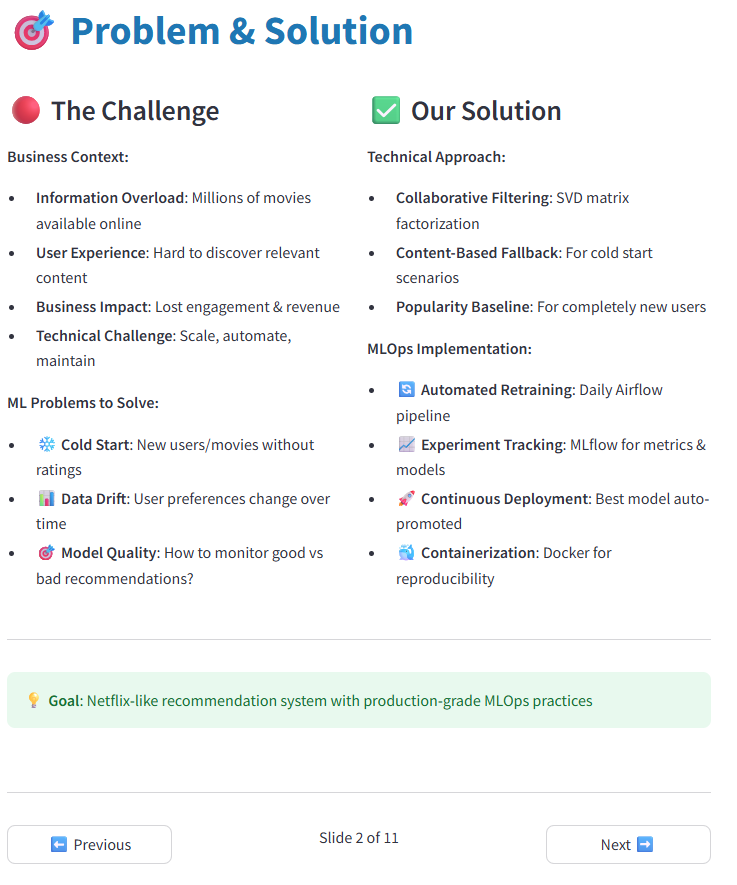 🎯 Problem & Solution
🔴 The Challenge
Business Context:
• Information Overload: Millions of movies
available online
• User Experience: Hard to discover relevant
content
• Business Impact: Lost engagement & revenue
• Technical Challenge: Scale, automate,
maintain
ML Problems to Solve:
• ❄️ Cold Start: New users/movies without
ratings
• 📊 Data Drift: User preferences change over
time
• 🎯 Model Quality: How to monitor good vs
bad recommendations?
✅ Our Solution
Technical Approach:
• Collaborative Filtering: SVD matrix
factorization
• Content-Based Fallback: For cold start
scenarios
• Popularity Baseline: For completely new users
MLOps Implementation:
• 🔄 Automated Retraining: Daily Airflow
pipeline
• 📈 Experiment Tracking: MLflow for metrics &
models
• 🚀 Continuous Deployment: Best model auto-
promoted
• 🐳 Containerization: Docker for
reproducibility
💡 Goal: Netflix-like recommendation system with production-grade MLOps practices
⬅️ Previous
Slide 2 of 11
Next ➡️